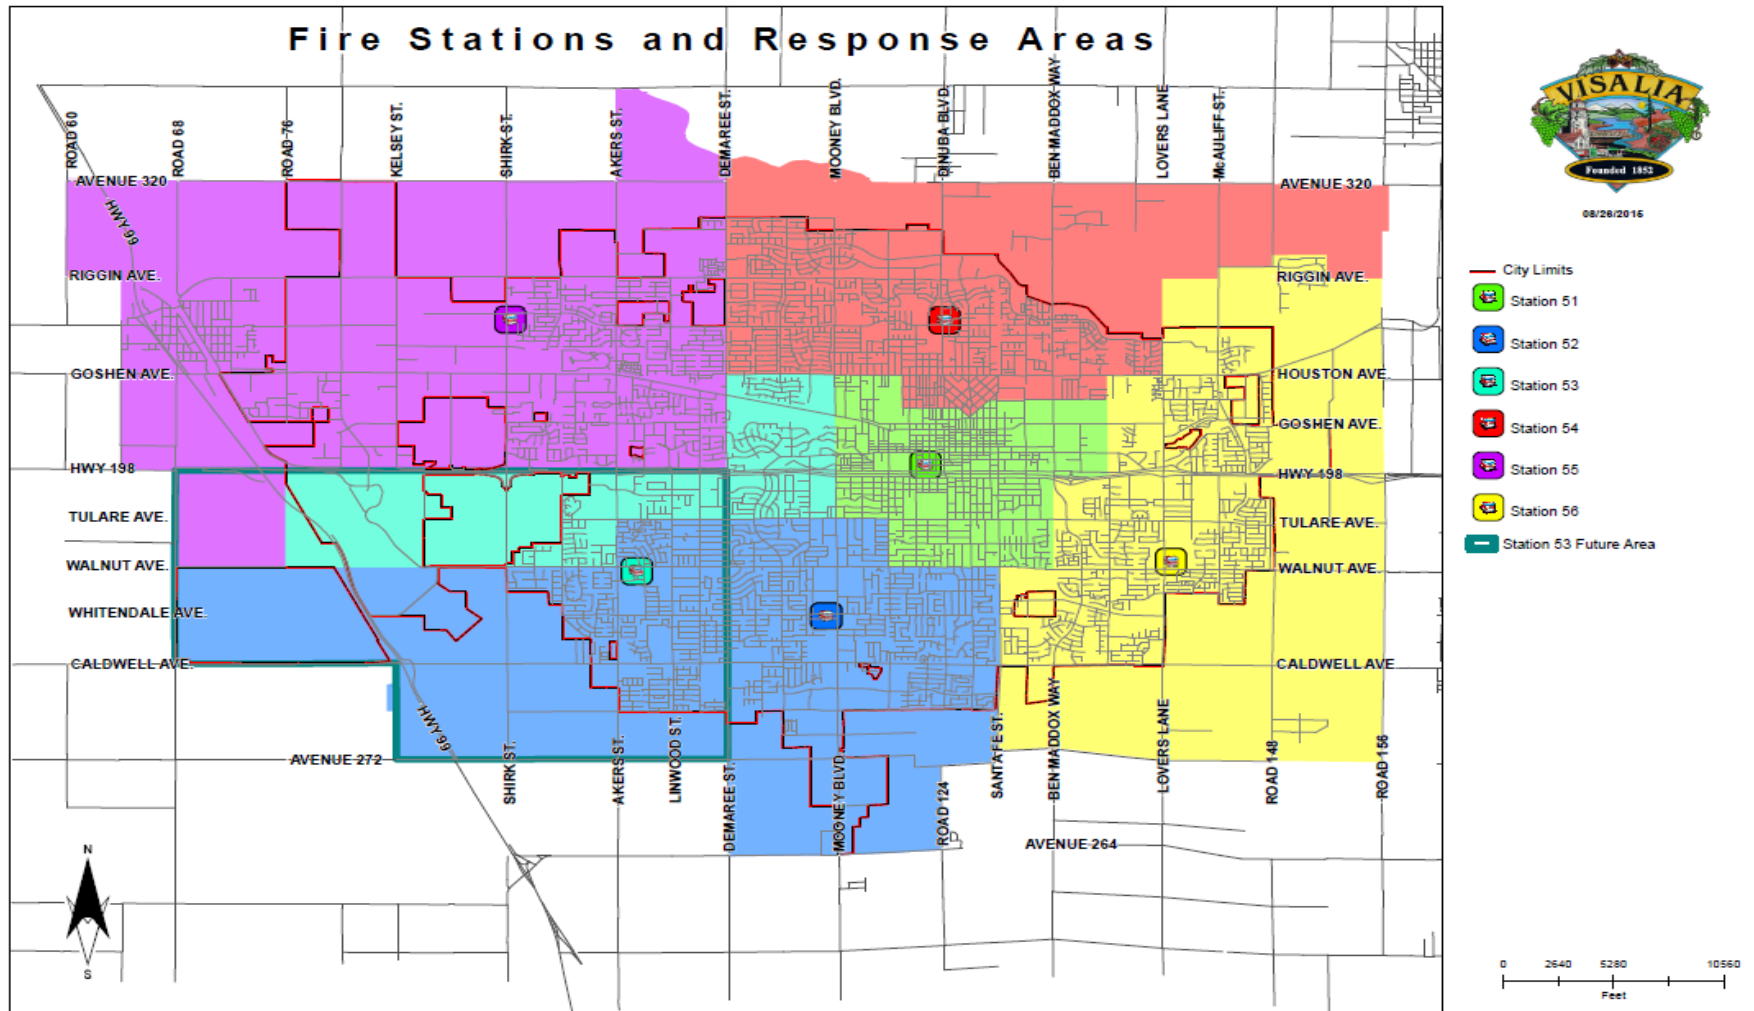 Fire Stations and Response Areas
ROAD 60
ROAD 68
ROAD 76
KELSEY ST.
SHIRK ST.
AKERS ST.
DEMAREE ST.
MOONEY BLVD.
DINUBA BLVD.
BEN MADDOX WAY
LOVERS LANE
McAULIFF ST.
AVENUE 320
AVENUE 320
HWY 99
RIGGIN AVE.
RIGGIN AVE.
GOSHEN AVE.
HOUSTON AVE.
GOSHEN AVE.
HWY 198
HWY 198
TULARE AVE.
TULARE AVE.
WALNUT AVE.
WALNUT AVE.
WHITENDALE AVE.
CALDWELL AVE.
CALDWELL AVE
HWY 99
AVENUE 272
SHIRK ST.
AKERS ST.
LINWOOD ST.
DEMAREE ST.
MOONEY BLVD.
ROAD 124
SANTA FE ST.
BEN MADDOX WAY
LOVERS LANE
ROAD 148
ROAD 156
AVENUE 264
N
S
VISALIA
Founded 1852
08/26/2015
City Limits
Station 51
Station 52
Station 53
Station 54
Station 55
Station 56
Station 53 Future Area
0 2640 5280 10560
Feet